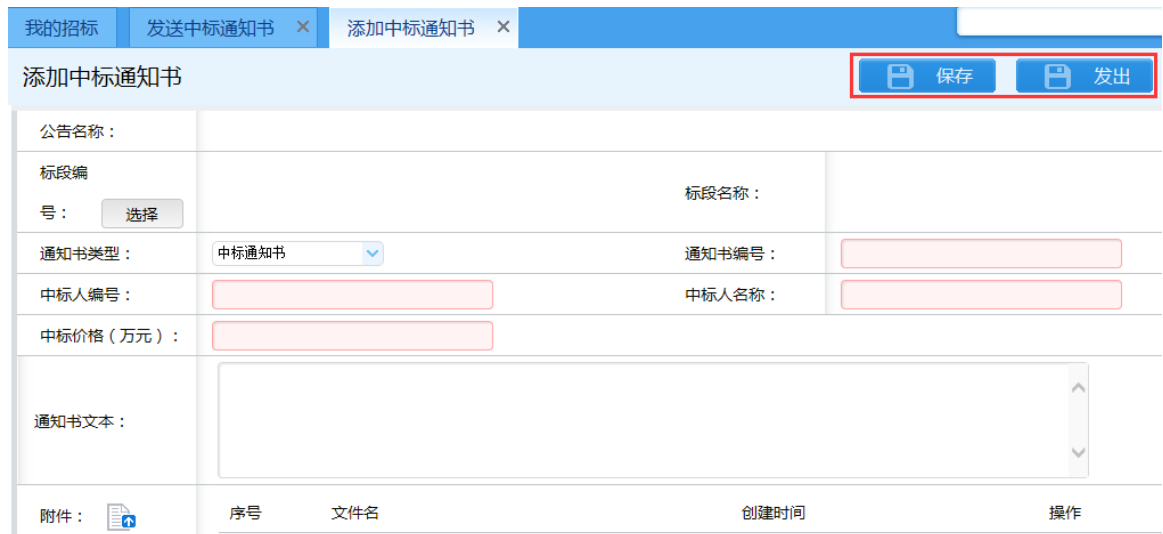 我的招标 发送中标通知书 × 添加中标通知书 ×
添加中标通知书 保存 发出
公告名称：
标段编
号： 选择 标段名称：
通知书类型： 中标通知书 通知书编号：
中标人编号： 中标人名称：
中标价格（万元）：
通知书文本：
附件： 序号 文件名 创建时间 操作